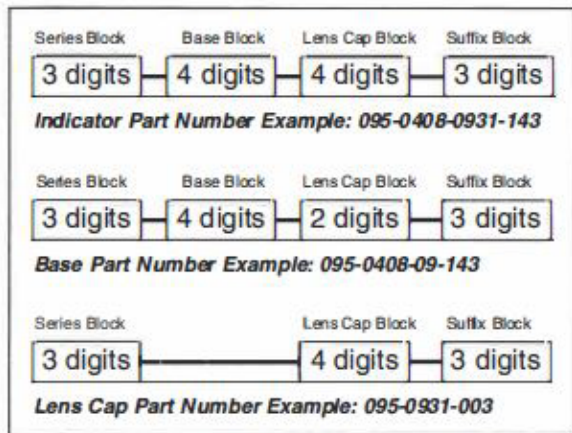 Series Block Base Block Lens Cap Block Suffix Block
3 digits 4 digits 4 digits 3 digits
Indicator Part Number Example: 095-0408-0931-143
Series Block Base Block Lens Cap Block Suffix Block
3 digits 4 digits 2 digits 3 digits
Base Part Number Example: 095-0408-09-143
Series Block Lens Cap Block Suffix Block
3 digits 4 digits 3 digits
Lens Cap Part Number Example: 095-0931-003